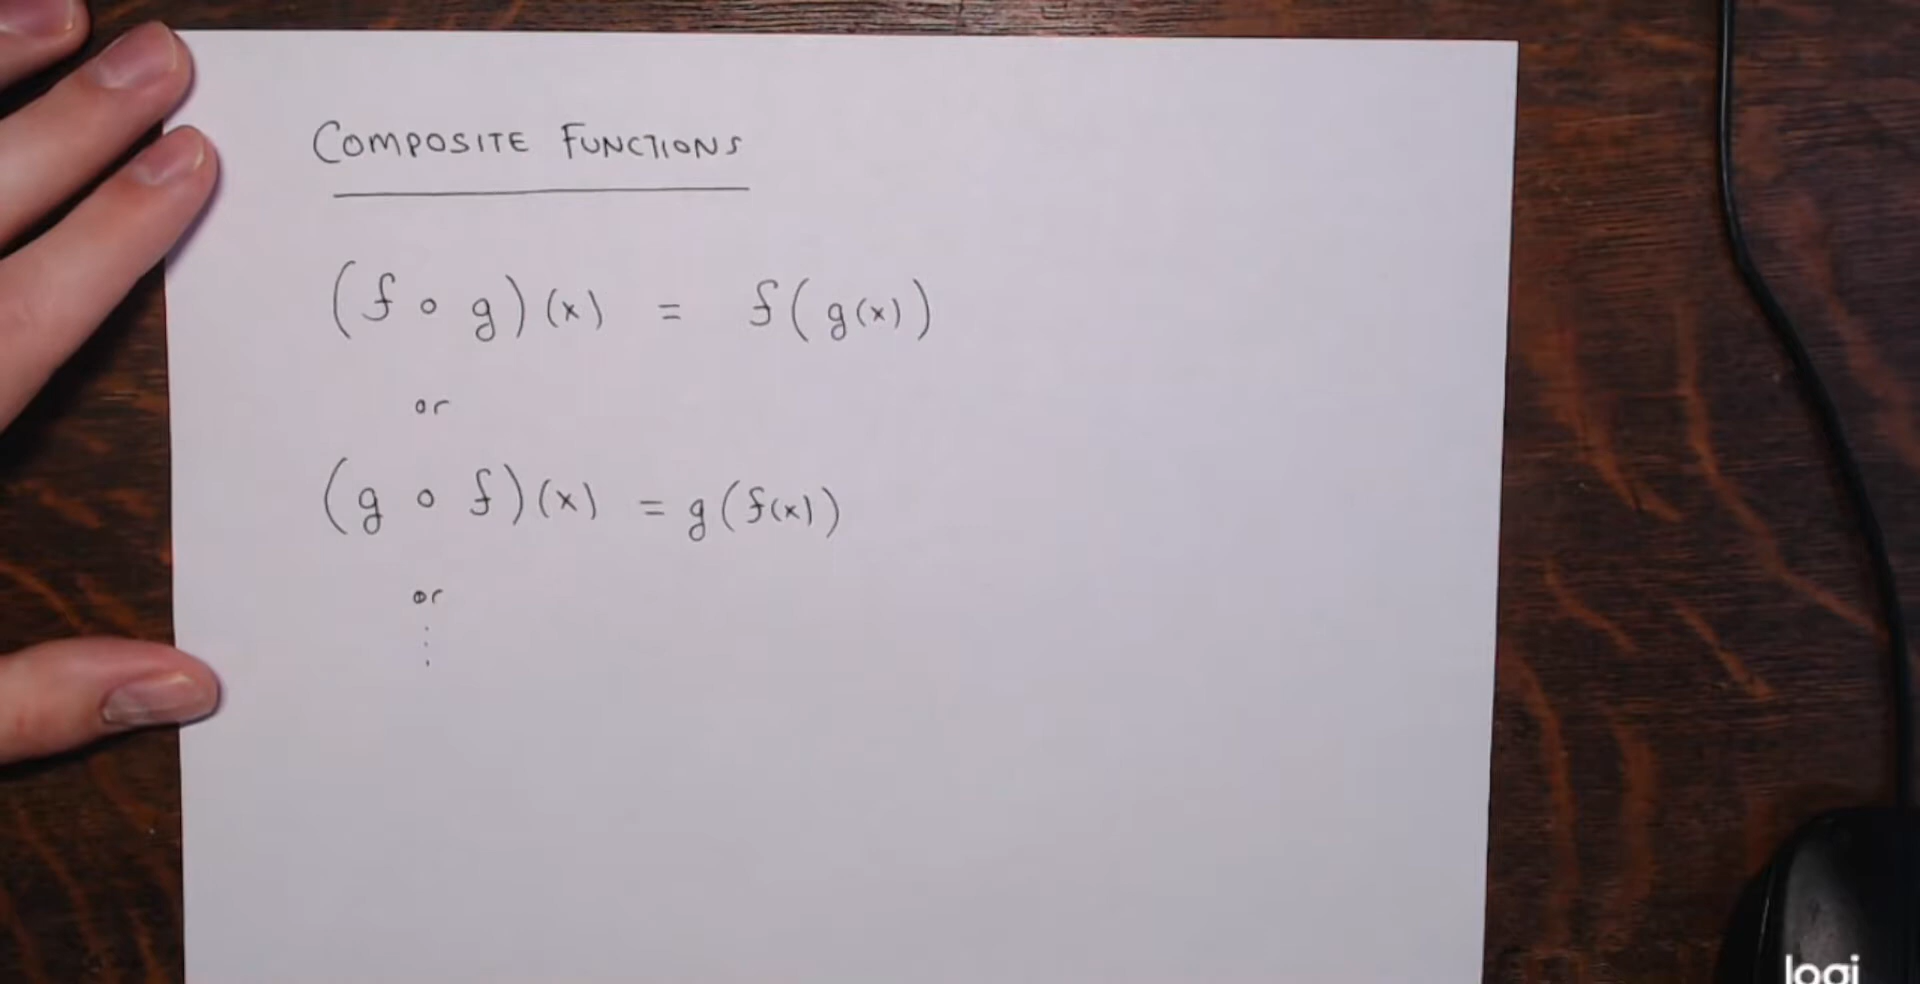 COMPOSITE FUNCTIONS
(f ∘ g)(x) = f(g(x))
or
(g ∘ f)(x) = g(f(x))
or
⋮
logi